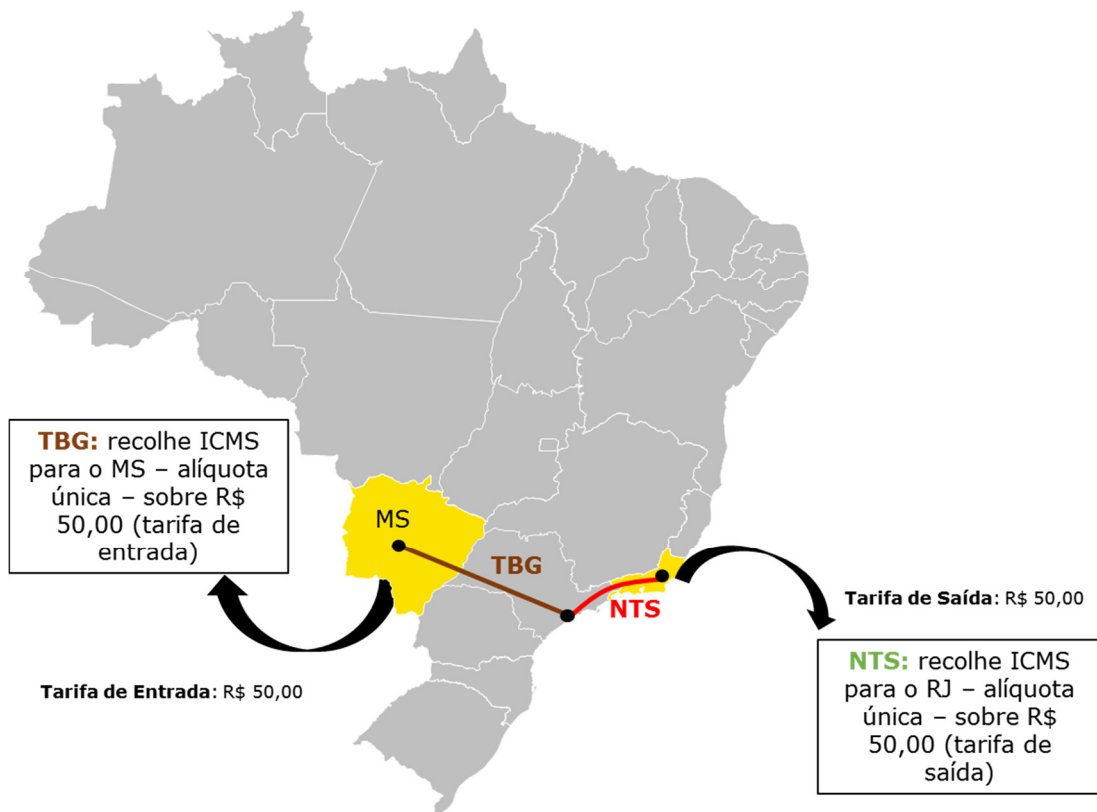 TBG: recolhe ICMS
para o MS – alíquota
única – sobre R$
50,00 (tarifa de
entrada)
MS
TBG
NTS
Tarifa de Entrada: R$ 50,00
Tarifa de Saída: R$ 50,00
NTS: recolhe ICMS
para o RJ – alíquota
única – sobre R$
50,00 (tarifa de
saída)